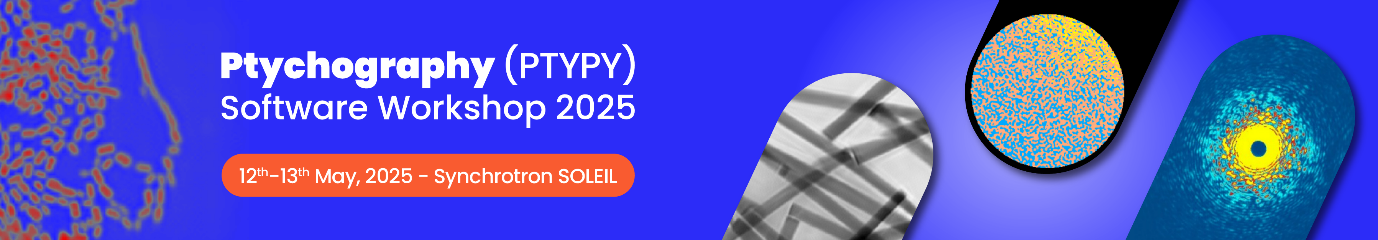 Ptychography (PTYPY)
Software Workshop 2025
12th-13th May, 2025 - Synchrotron SOLEIL